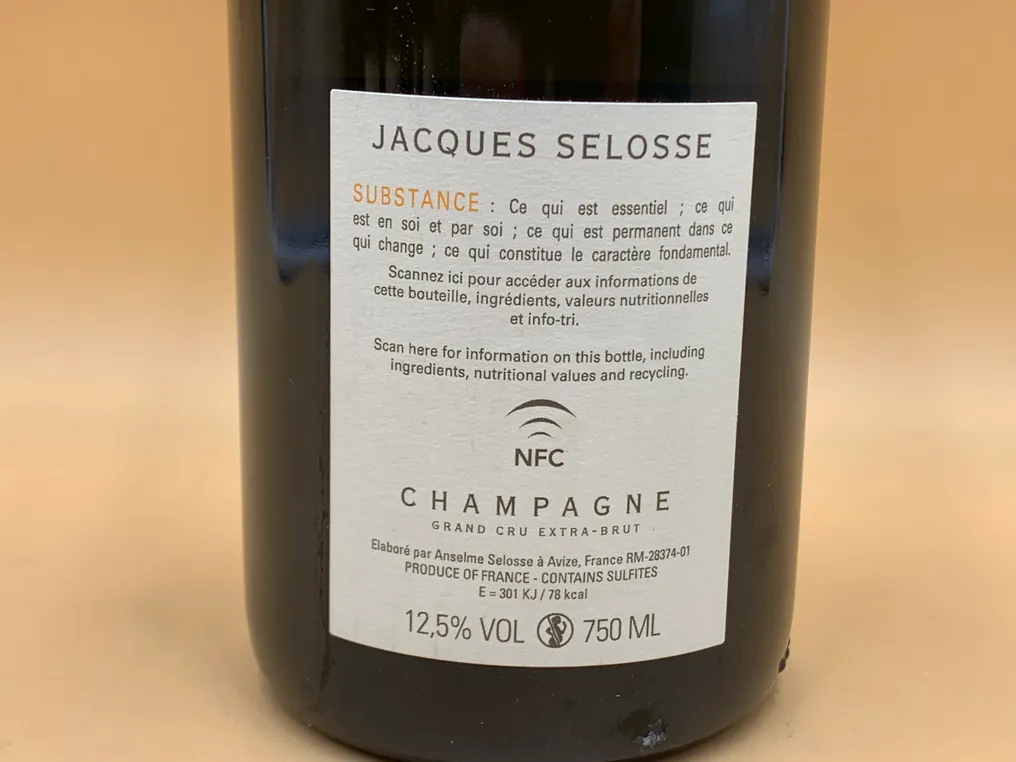 JACQUES SELOSSE
SUBSTANCE : Ce qui est essentiel ; ce qui
est en soi et par soi ; ce qui est permanent dans ce
qui change ; ce qui constitue le caractère fondamental.
Scannez ici pour accéder aux informations de
cette bouteille, ingrédients, valeurs nutritionnelles
et info-tri.
Scan here for information on this bottle, including
ingredients, nutritional values and recycling.
NFC
CHAMPAGNE
GRAND CRU EXTRA-BRUT
Elaboré par Anselme Selosse à Avize, France RM-28374-01
PRODUCE OF FRANCE - CONTAINS SULFITES
E = 301 KJ / 78 kcal
12,5% VOL 750 ML